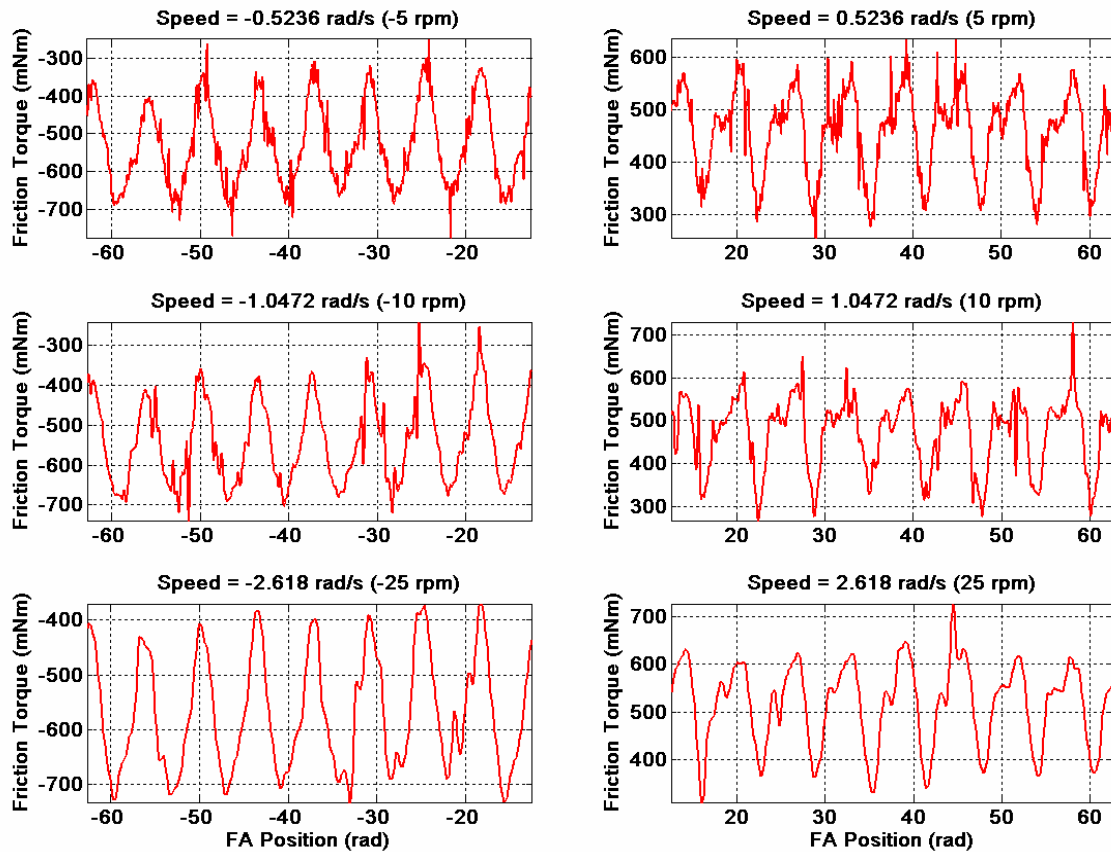 Speed = -0.5236 rad/s (-5 rpm)
Friction Torque (mNm)
-300
-400
-500
-600
-700
-60 -50 -40 -30 -20
Speed = 0.5236 rad/s (5 rpm)
Friction Torque (mNm)
600
500
400
300
20 30 40 50 60
Speed = -1.0472 rad/s (-10 rpm)
Friction Torque (mNm)
-300
-400
-500
-600
-700
-60 -50 -40 -30 -20
Speed = 1.0472 rad/s (10 rpm)
Friction Torque (mNm)
700
600
500
400
300
20 30 40 50 60
Speed = -2.618 rad/s (-25 rpm)
Friction Torque (mNm)
-400
-500
-600
-700
-60 -50 -40 -30 -20
FA Position (rad)
Speed = 2.618 rad/s (25 rpm)
Friction Torque (mNm)
700
600
500
400
20 30 40 50 60
FA Position (rad)